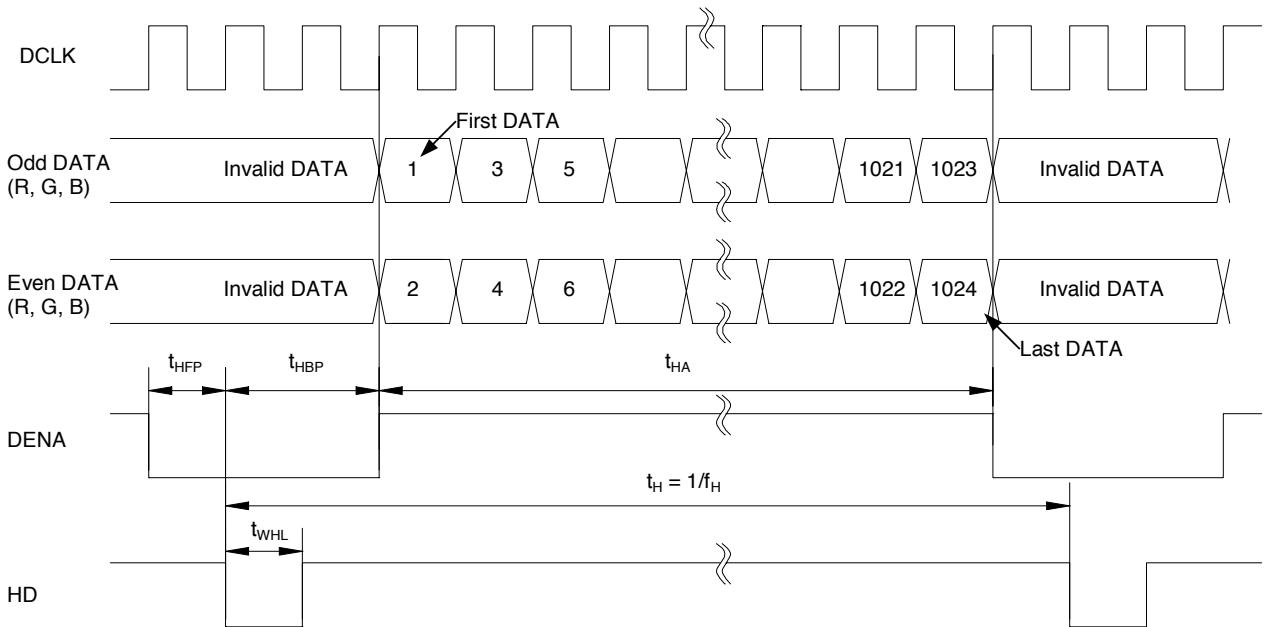 DCLK
First DATA
Odd DATA
(R, G, B)
Invalid DATA 1 3 5 1021 1023 Invalid DATA
Even DATA
(R, G, B)
Invalid DATA 2 4 6 1022 1024 Invalid DATA
Last DATA
tHFP tHBP tHA
DENA
tH = 1/fH
tWHL
HD